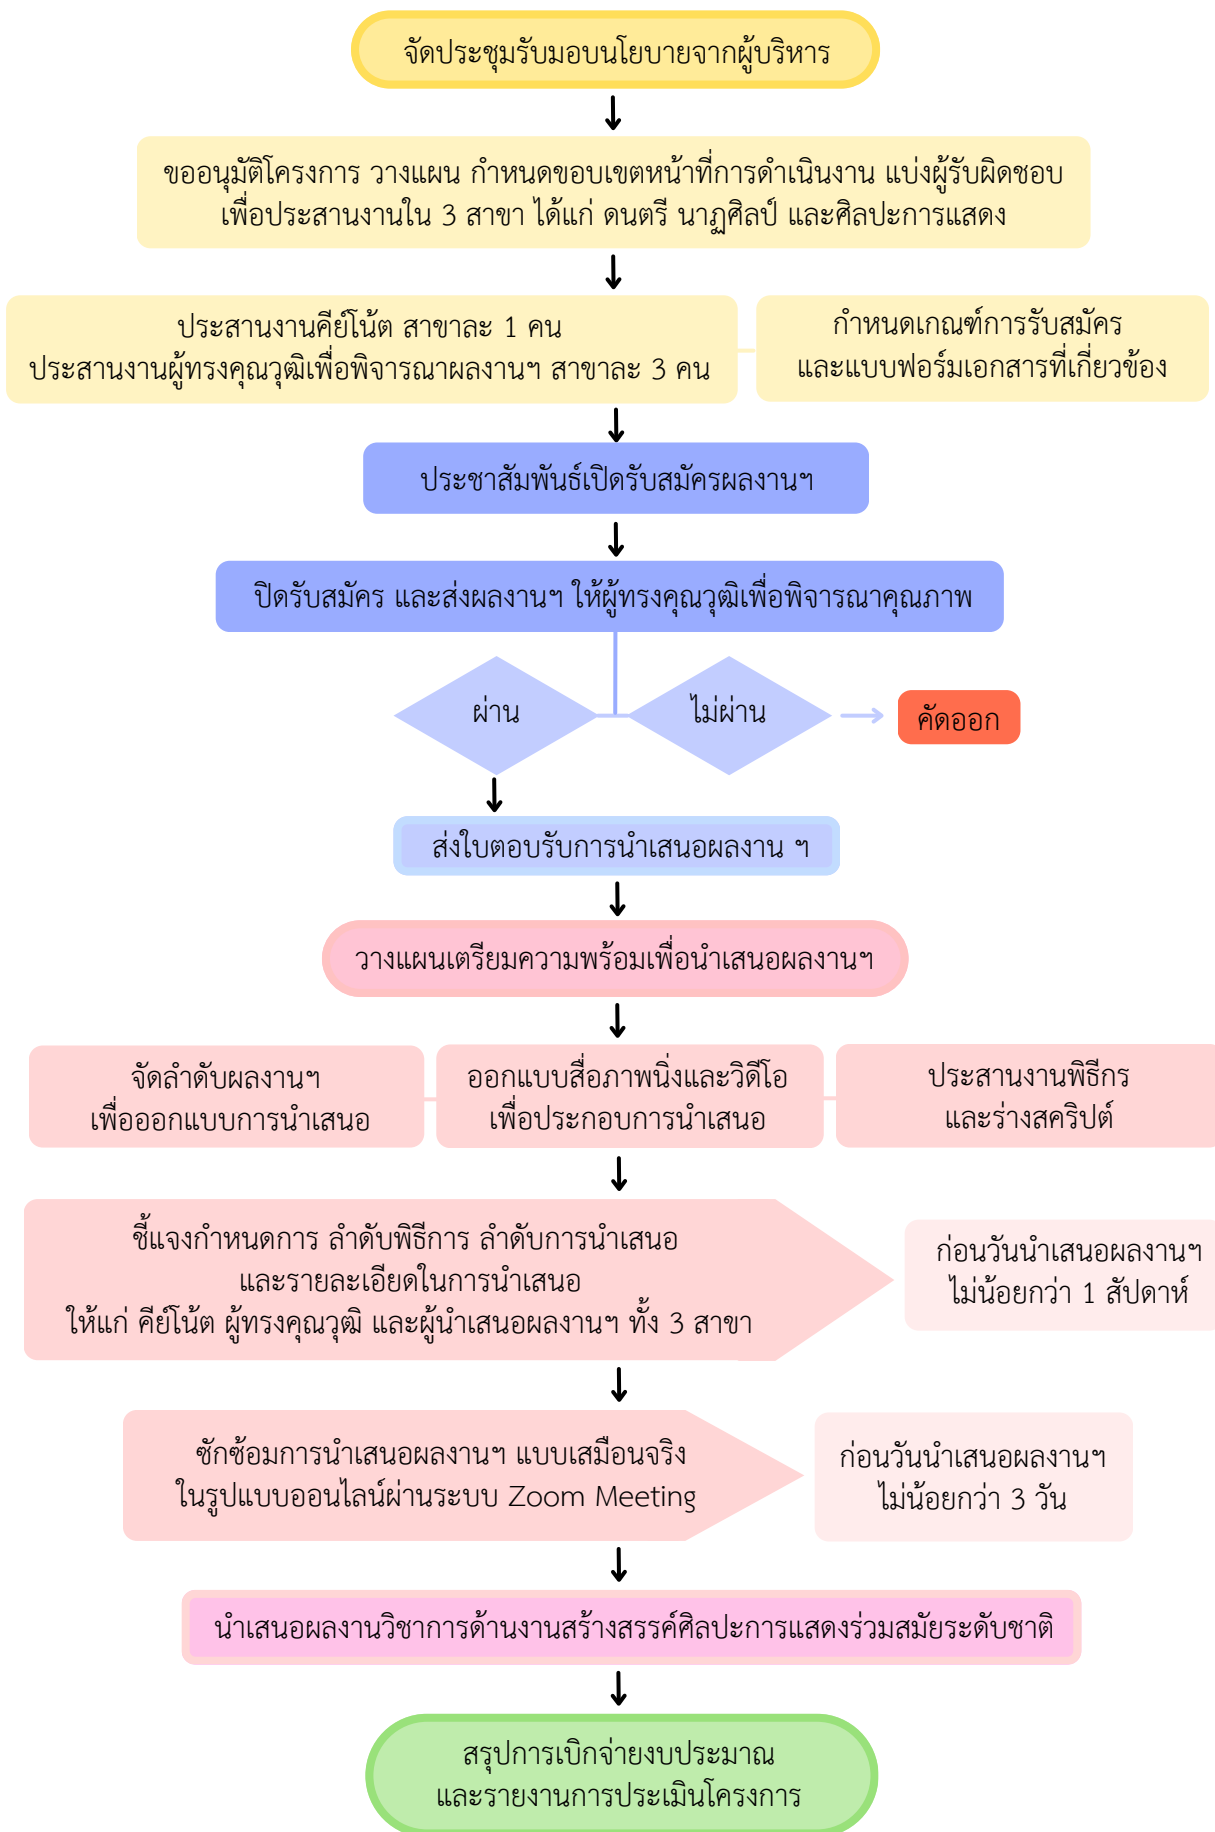 จัดประชุมรับมอบนโยบายจากผู้บริหาร
ขออนุมัติโครงการ วางแผน กำหนดขอบเขตหน้าที่การดำเนินงาน แบ่งผู้รับผิดชอบ
เพื่อประสานงานใน 3 สาขา ได้แก่ ดนตรี นาฏศิลป์ และศิลปะการแสดง
ประสานงานคีย์โน้ต สาขาละ 1 คน
ประสานงานผู้ทรงคุณวุฒิเพื่อพิจารณาผลงานฯ สาขาละ 3 คน
กำหนดเกณฑ์การรับสมัคร
และแบบฟอร์มเอกสารที่เกี่ยวข้อง
ประชาสัมพันธ์เปิดรับสมัครผลงานฯ
ปิดรับสมัคร และส่งผลงานฯ ให้ผู้ทรงคุณวุฒิเพื่อพิจารณาคุณภาพ
ผ่าน
ไม่ผ่าน
คัดออก
ส่งใบตอบรับการนำเสนอผลงาน ฯ
วางแผนเตรียมความพร้อมเพื่อนำเสนอผลงานฯ
จัดลำดับผลงานฯ
เพื่อออกแบบการนำเสนอ
ออกแบบสื่อภาพนิ่งและวิดีโอ
เพื่อประกอบการนำเสนอ
ประสานงานพิธีกร
และร่างสคริปต์
ชี้แจงกำหนดการ ลำดับพิธีการ ลำดับการนำเสนอ
และรายละเอียดในการนำเสนอ
ให้แก่ คีย์โน้ต ผู้ทรงคุณวุฒิ และผู้นำเสนอผลงานฯ ทั้ง 3 สาขา
ก่อนวันนำเสนอผลงานฯ
ไม่น้อยกว่า 1 สัปดาห์
ซักซ้อมการนำเสนอผลงานฯ แบบเสมือนจริง
ในรูปแบบออนไลน์ผ่านระบบ Zoom Meeting
ก่อนวันนำเสนอผลงานฯ
ไม่น้อยกว่า 3 วัน
นำเสนอผลงานวิชาการด้านงานสร้างสรรค์ศิลปะการแสดงร่วมสมัยระดับชาติ
สรุปการเบิกจ่ายงบประมาณ
และรายงานการประเมินโครงการ